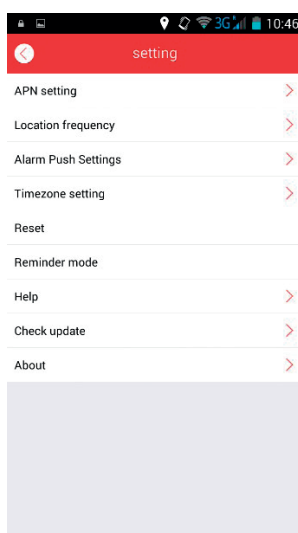 3G 10:46
setting
APN setting
Location frequency
Alarm Push Settings
Timezone setting
Reset
Reminder mode
Help
Check update
About